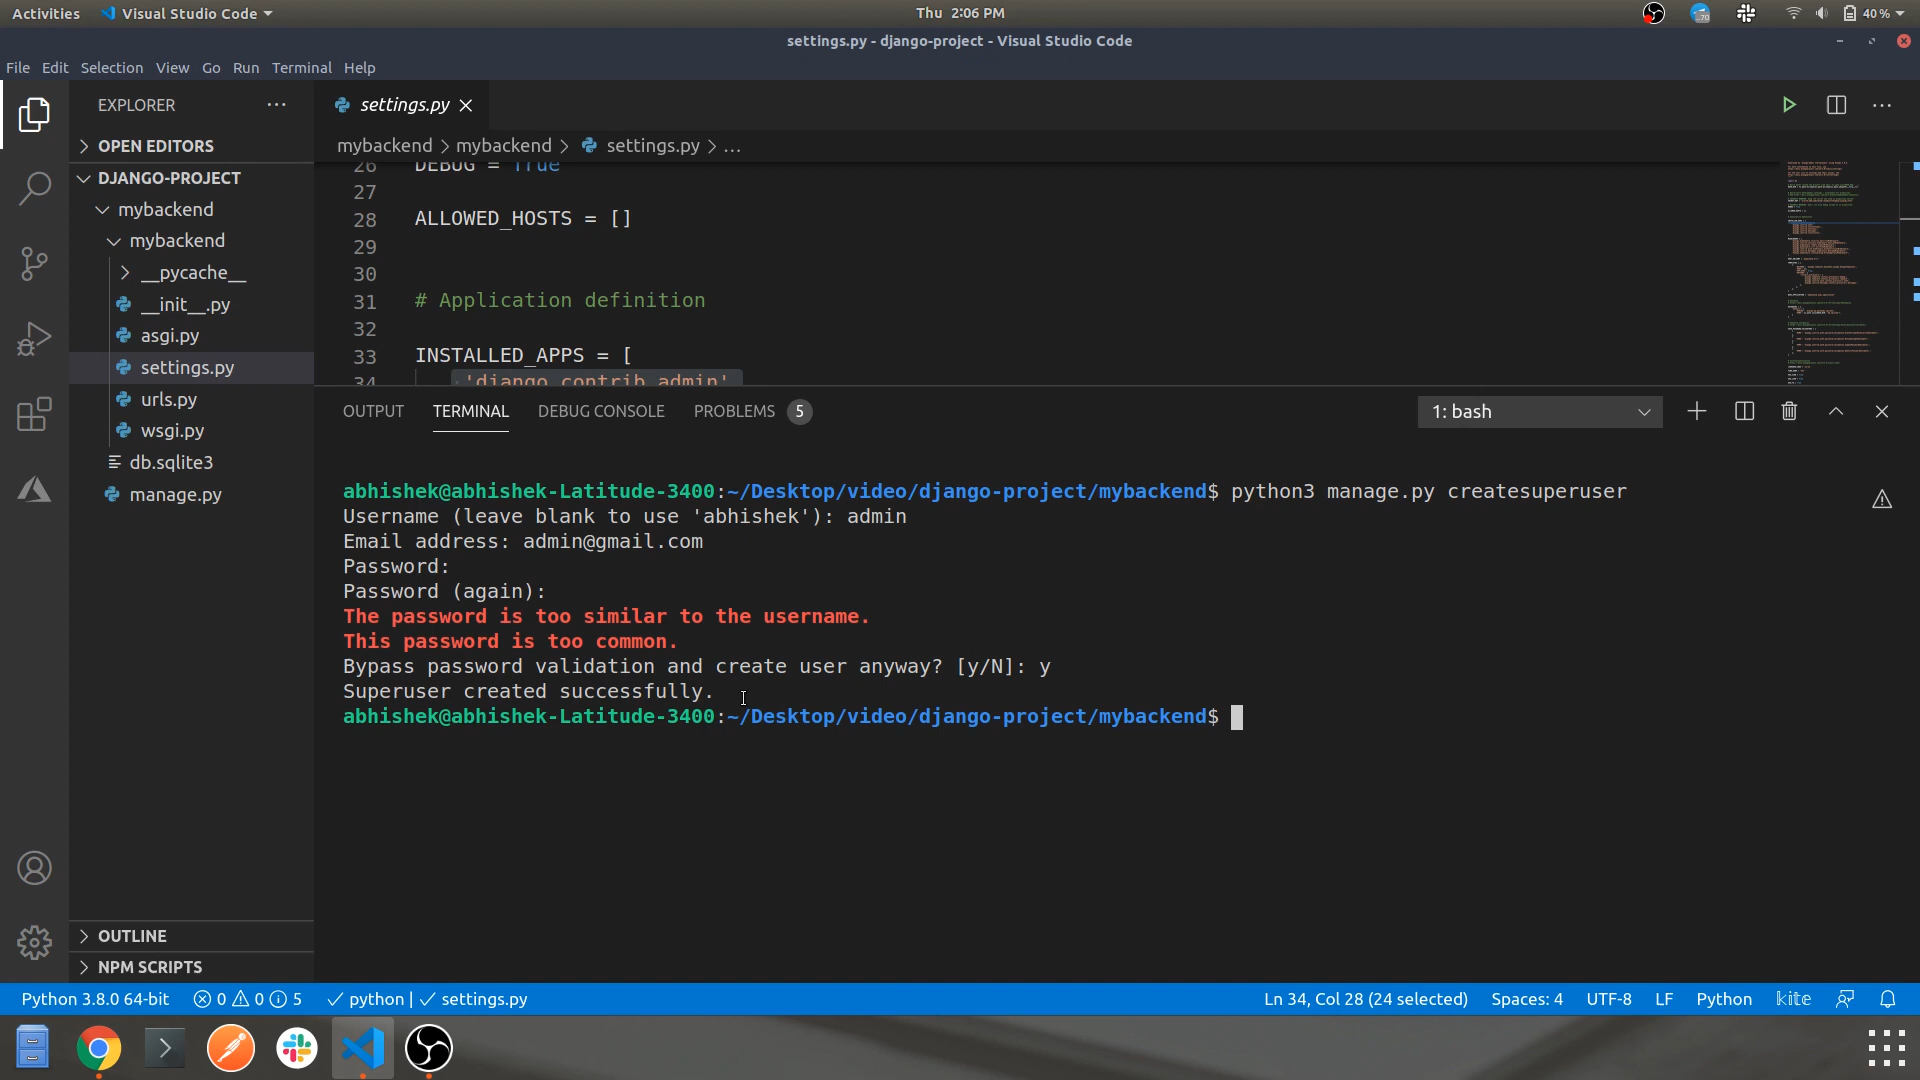 Activities Visual Studio Code Thu 2:06 PM 70 40 %
settings.py - django-project - Visual Studio Code
File Edit Selection View Go Run Terminal Help
EXPLORER
settings.py
OPEN EDITORS
mybackend > mybackend > settings.py > ...
DJANGO-PROJECT
mybackend
mybackend
__pycache__
__init__.py
asgi.py
settings.py
urls.py
wsgi.py
db.sqlite3
manage.py
OUTLINE
NPM SCRIPTS
26 DEBUG = True
27
28 ALLOWED_HOSTS = []
29
30
31 # Application definition
32
33 INSTALLED_APPS = [
34 'django.contrib.admin'
OUTPUT TERMINAL DEBUG CONSOLE PROBLEMS 5 1: bash
abhishek@abhishek-Latitude-3400:~/Desktop/video/django-project/mybackend$ python3 manage.py createsuperuser
Username (leave blank to use 'abhishek'): admin
Email address: admin@gmail.com
Password:
Password (again):
The password is too similar to the username.
This password is too common.
Bypass password validation and create user anyway? [y/N]: y
Superuser created successfully.
abhishek@abhishek-Latitude-3400:~/Desktop/video/django-project/mybackend$
Python 3.8.0 64-bit 0 0 5 python | settings.py Ln 34, Col 28 (24 selected) Spaces: 4 UTF-8 LF Python kite